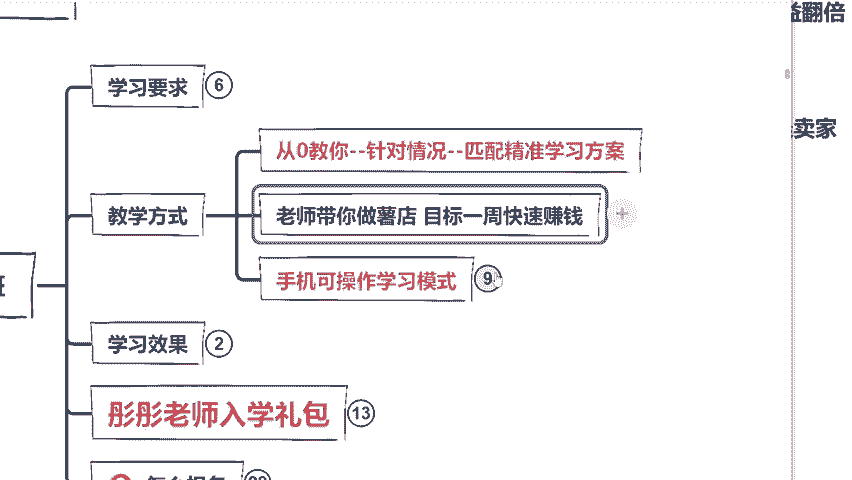 益翻倍
学习要求 6
卖家
从0教你--针对情况--匹配精准学习方案
教学方式
老师带你做薯店 目标一周快速赚钱
手机可操作学习模式 9
学习效果 2
彤彤老师入学礼包 13